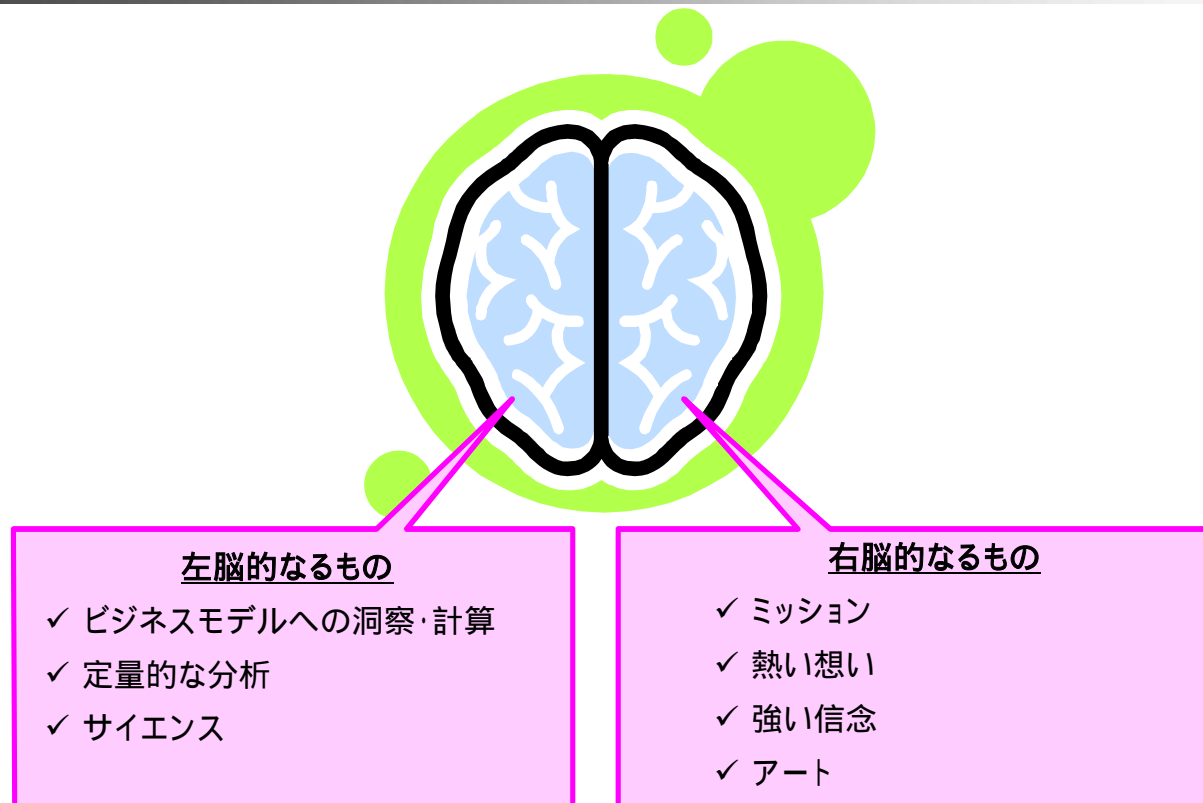 左脳的なるもの
✓ ビジネスモデルへの洞察・計算
✓ 定量的な分析
✓ サイエンス
右脳的なるもの
✓ ミッション
✓ 熱い想い
✓ 強い信念
✓ アート